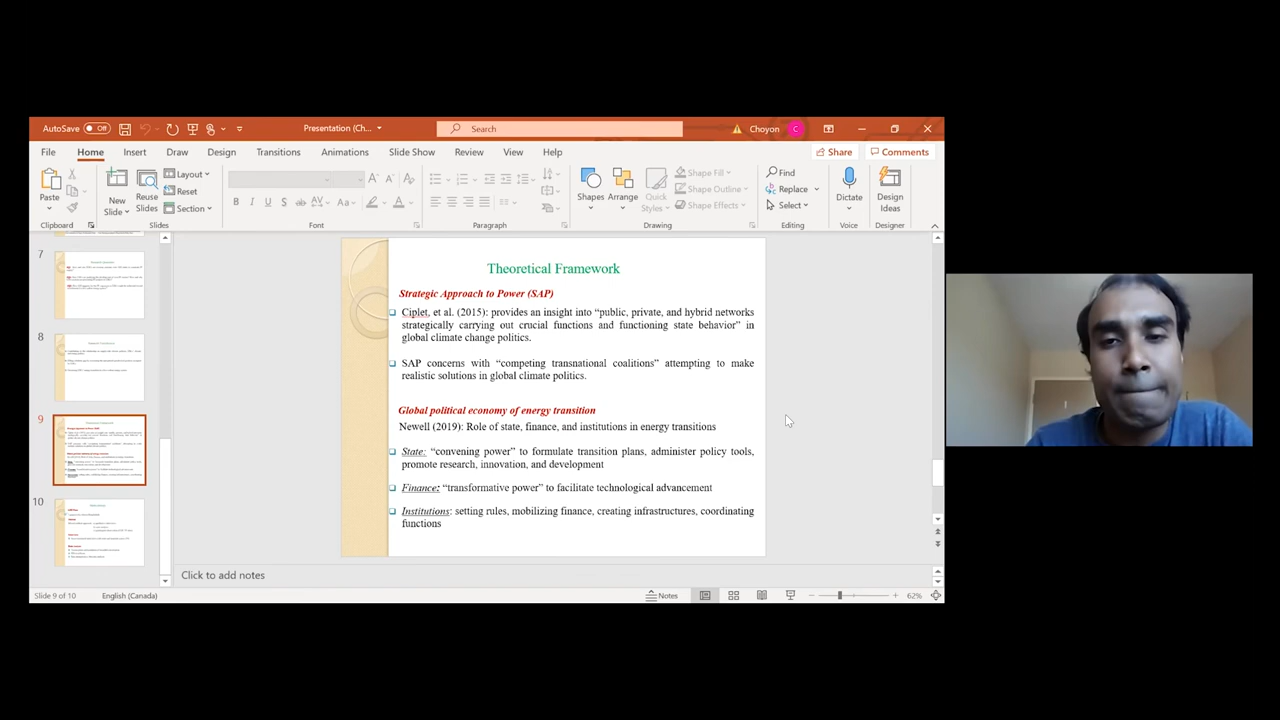 AutoSave Off Presentation (Ch... Search Choyon C
File Home Insert Draw Design Transitions Animations Slide Show Review View Help Share Comments
Paste New Slide Reuse Slides Layout Reset Section
B I U S ab AV Aa A
Shapes Arrange Quick Styles Shape Fill Shape Outline Shape Effects
Find Replace Select Dictate Design Ideas
Clipboard Slides Font Paragraph Drawing Editing Voice Designer
7
8
9
10
Theoretical Framework
Strategic Approach to Power (SAP)
Ciplet, et al. (2015): provides an insight into “public, private, and hybrid networks
strategically carrying out crucial functions and functioning state behavior” in
global climate change politics.
SAP concerns with “competing transnational coalitions” attempting to make
realistic solutions in global climate politics.
Global political economy of energy transition
Newell (2019): Role of state, finance, and institutions in energy transitions
State: “convening power” to formulate transition plans, administer policy tools,
promote research, innovation, and development
Finance: “transformative power” to facilitate technological advancement
Institutions: setting rules, mobilizing finance, creating infrastructures, coordinating
functions
Click to add notes
Slide 9 of 10 English (Canada) Notes 62%